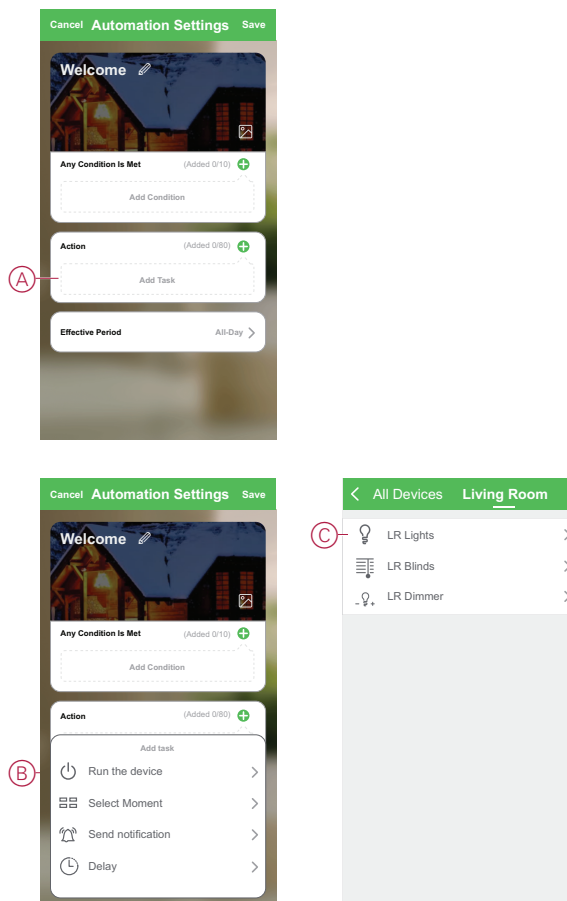 Cancel Automation Settings Save
Welcome
Any Condition Is Met (Added 0/10)
Add Condition
Action (Added 0/80)
A
Add Task
Effective Period All-Day
Cancel Automation Settings Save
Welcome
Any Condition Is Met (Added 0/10)
Add Condition
Action (Added 0/80)
Add task
B
Run the device
Select Moment
Send notification
Delay
All Devices Living Room
C
LR Lights
LR Blinds
LR Dimmer